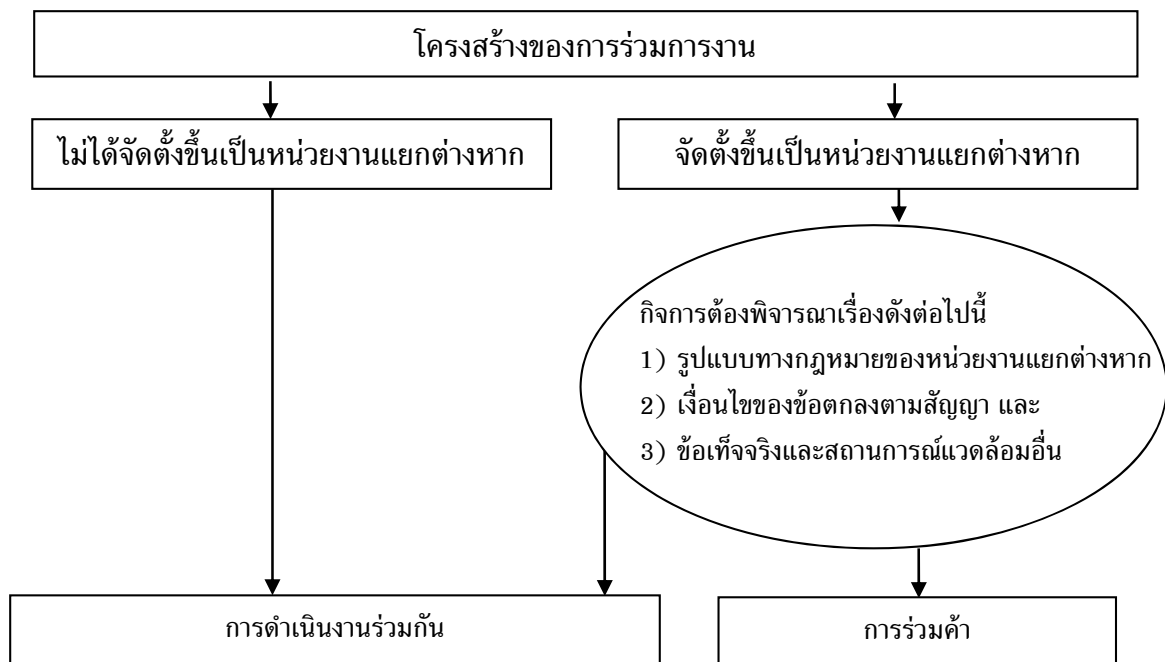 โครงสร้างของการร่วมการงาน
ไม่ได้จัดตั้งขึ้นเป็นหน่วยงานแยกต่างหาก
จัดตั้งขึ้นเป็นหน่วยงานแยกต่างหาก
กิจการต้องพิจารณาเรื่องดังต่อไปนี้
1) รูปแบบทางกฎหมายของหน่วยงานแยกต่างหาก
2) เงื่อนไขของข้อตกลงตามสัญญา และ
3) ข้อเท็จจริงและสถานการณ์แวดล้อมอื่น
การดำเนินงานร่วมกัน
การร่วมค้า